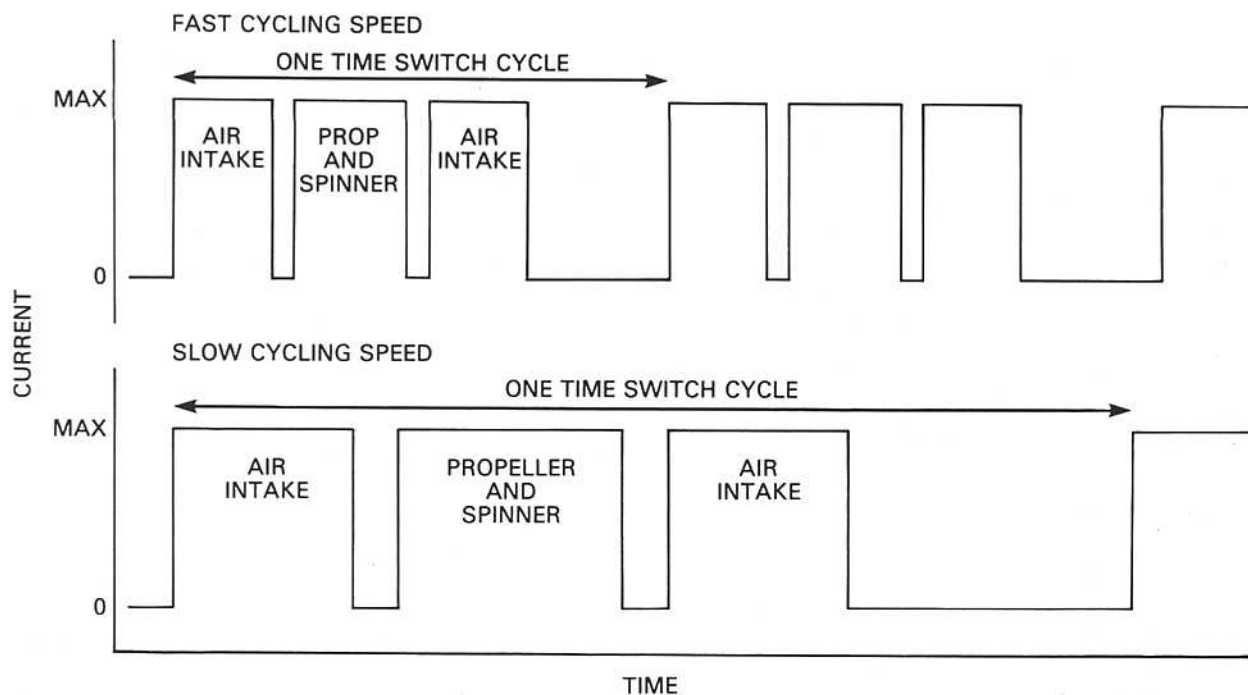 FAST CYCLING SPEED
ONE TIME SWITCH CYCLE
MAX
AIR
INTAKE
PROP
AND
SPINNER
AIR
INTAKE
0
CURRENT
SLOW CYCLING SPEED
ONE TIME SWITCH CYCLE
MAX
AIR
INTAKE
PROPELLER
AND
SPINNER
AIR
INTAKE
0
TIME